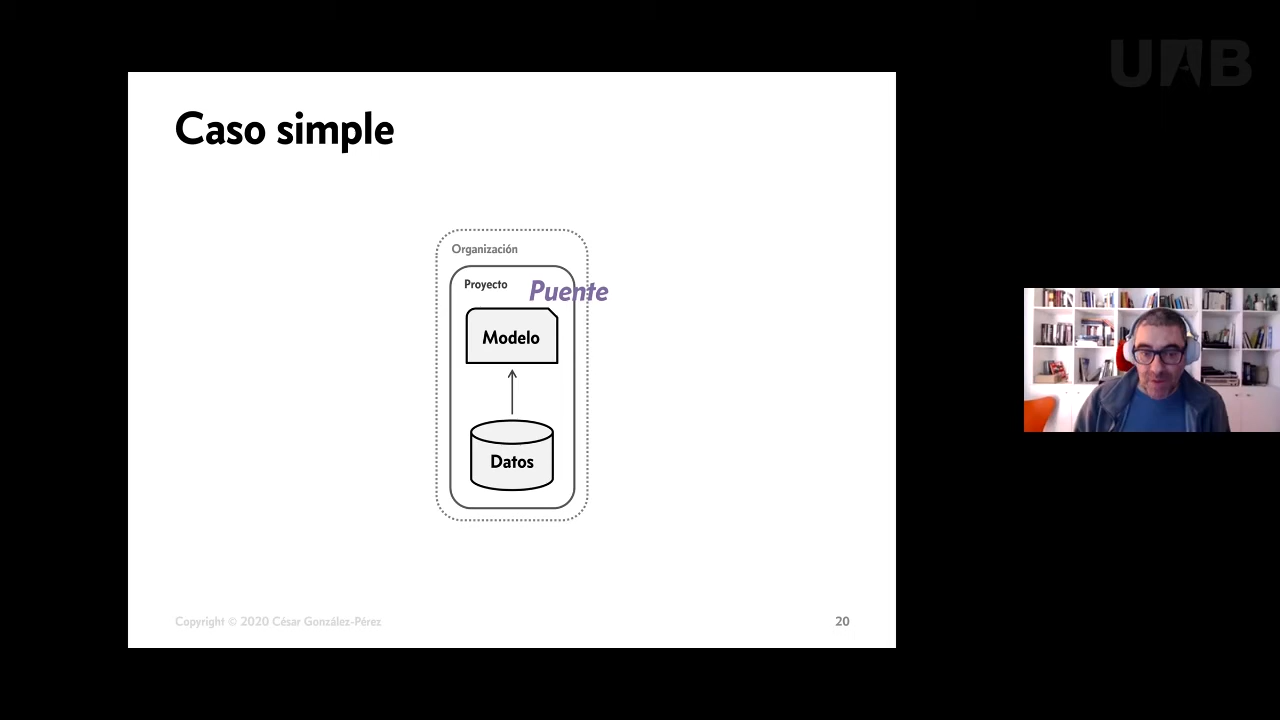 UAB
Caso simple
Organización
Proyecto
Puente
Modelo
Datos
Copyright © 2020 César González-Pérez
20